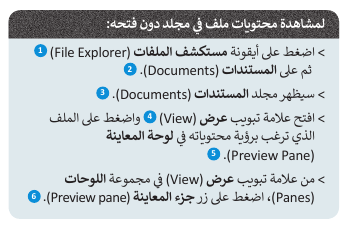 لمشاهدة محتويات ملف في مجلد دون فتحه:
> اضغط على أيقونة مستكشف الملفات (File Explorer) 1
ثم على المستندات (Documents). 2
> سيظهر مجلد المستندات (Documents). 3
> افتح علامة تبويب عرض (View) 4 واضغط على الملف
الذي ترغب برؤية محتوياته في لوحة المعاينة
(Preview Pane). 5
> من علامة تبويب عرض (View) في مجموعة اللوحات
(Panes)، اضغط على زر جزء المعاينة (Preview pane). 6